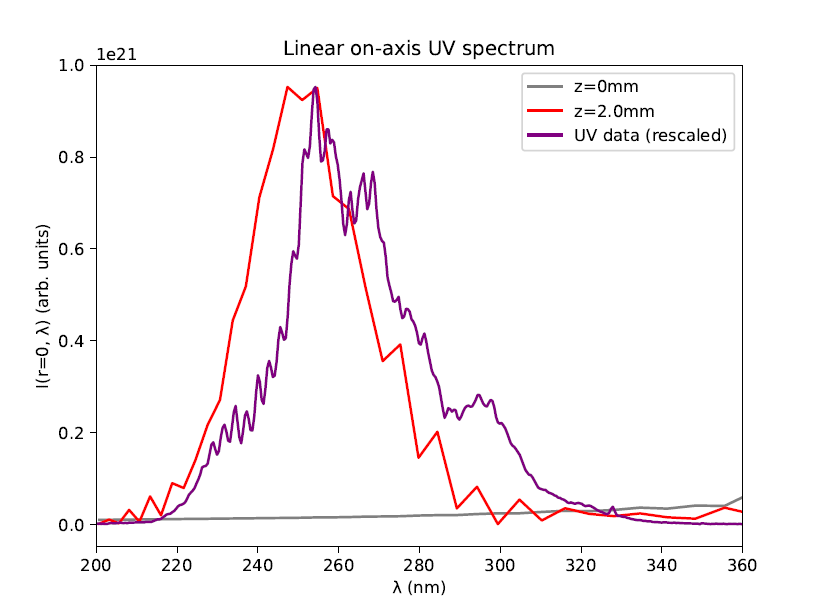 Linear on-axis UV spectrum
1e21
1.0
0.8
0.6
0.4
0.2
0.0
I(r=0, λ) (arb. units)
z=0mm
z=2.0mm
UV data (rescaled)
200 220 240 260 280 300 320 340 360
λ (nm)